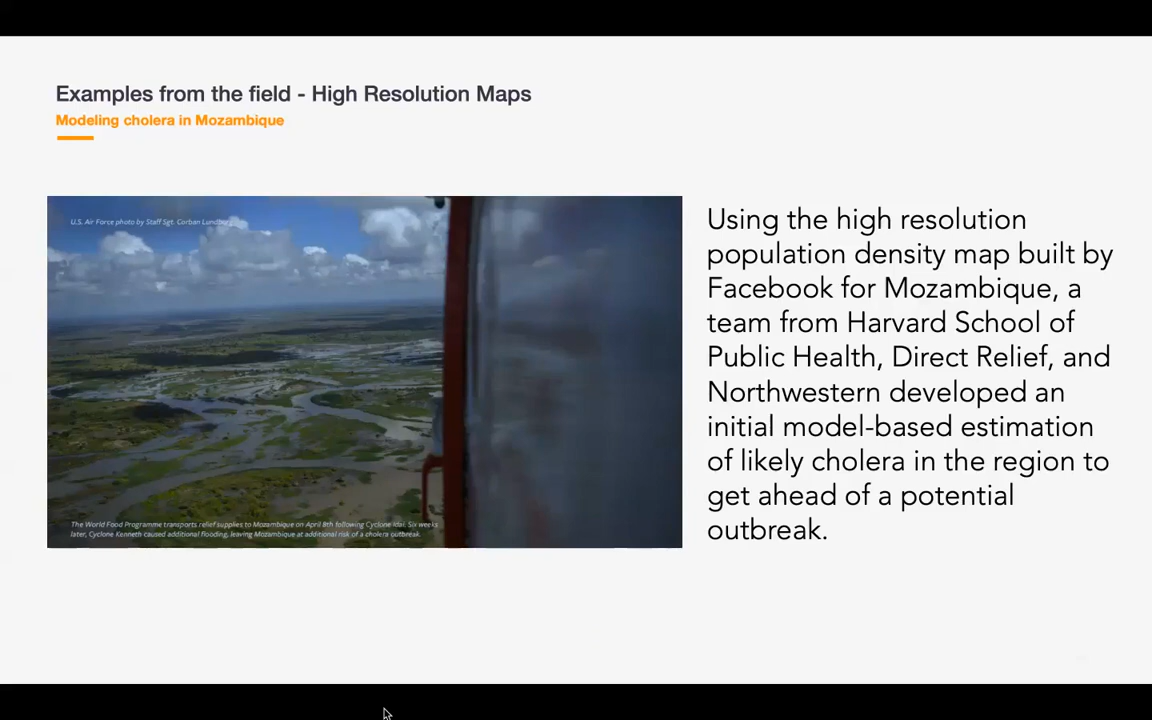 Examples from the field - High Resolution Maps
Modeling cholera in Mozambique
U.S. Air Force photo by Staff Sgt. Corban Lundborg
Using the high resolution
population density map built by
Facebook for Mozambique, a
team from Harvard School of
Public Health, Direct Relief, and
Northwestern developed an
initial model-based estimation
of likely cholera in the region to
get ahead of a potential
outbreak.
The World Food Programme transports relief supplies to Mozambique on April 8th following Cyclone Idai. Six weeks
later, Cyclone Kenneth caused additional flooding, leaving Mozambique at additional risk of a cholera outbreak.